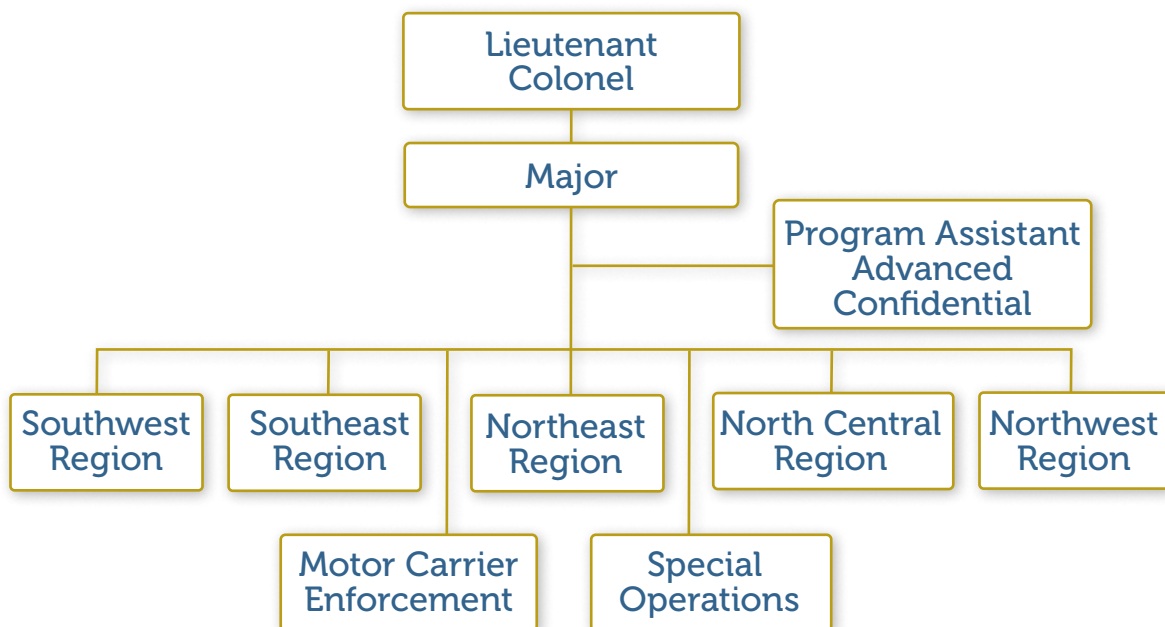 Lieutenant
Colonel
Major
Program Assistant
Advanced
Confidential
Southwest
Region
Southeast
Region
Northeast
Region
North Central
Region
Northwest
Region
Motor Carrier
Enforcement
Special
Operations